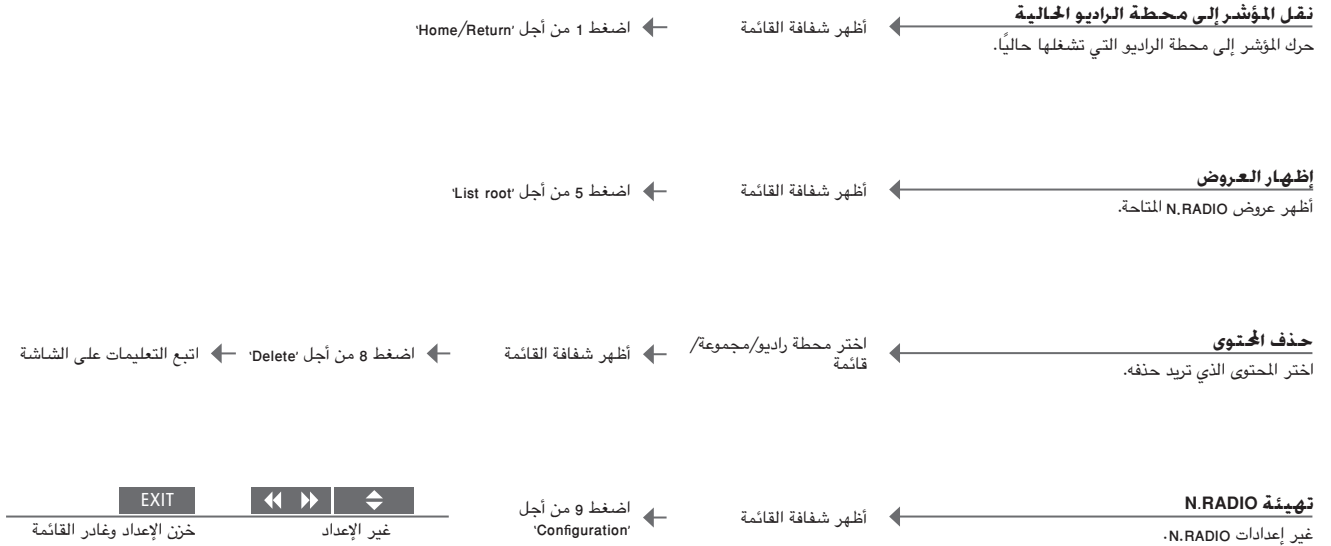 نقل المؤشر إلى محطة الراديو الحالية
حرك المؤشر إلى محطة الراديو التي تشغلها حاليًا.
أظهر شفافة القائمة
اضغط 1 من أجل 'Home/Return'
إظهار العروض
أظهر عروض N.RADIO المتاحة.
أظهر شفافة القائمة
اضغط 5 من أجل 'List root'
حذف المحتوى
اختر المحتوى الذي تريد حذفه.
اختر محطة راديو/مجموعة/
قائمة
أظهر شفافة القائمة
اضغط 8 من أجل 'Delete'
اتبع التعليمات على الشاشة
تهيئة N.RADIO
غير إعدادات N.RADIO.
أظهر شفافة القائمة
اضغط 9 من أجل
'Configuration'
غير الإعداد
EXIT
خزن الإعداد وغادر القائمة